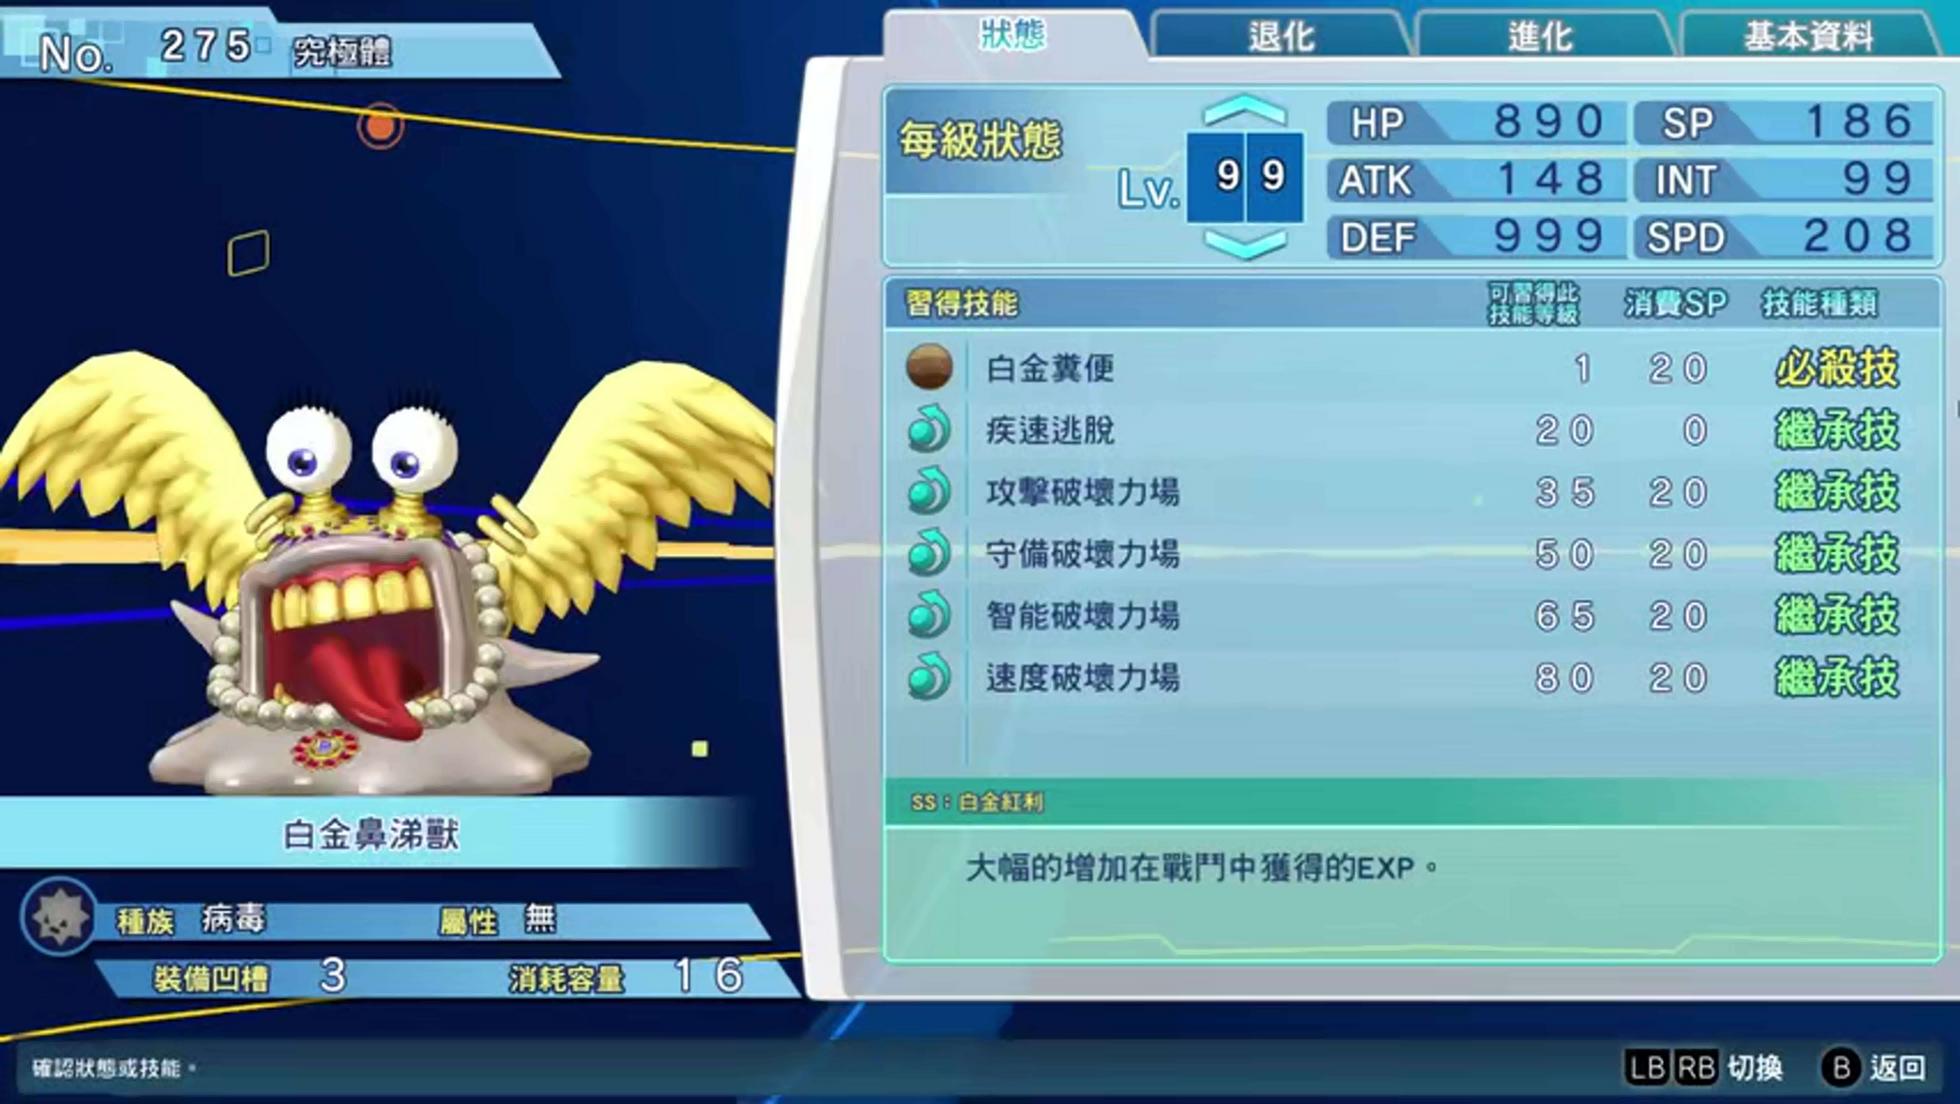 No. 275 究極體
狀態 退化 進化 基本資料
每級狀態
Lv. 99
HP 890 SP 186
ATK 148 INT 99
DEF 999 SPD 208
習得技能 可習得此技能等級 消費SP 技能種類
白金糞便 1 20 必殺技
疾速逃脫 20 0 繼承技
攻擊破壞力場 35 20 繼承技
守備破壞力場 50 20 繼承技
智能破壞力場 65 20 繼承技
速度破壞力場 80 20 繼承技
SS：白金紅利
大幅的增加在戰鬥中獲得的EXP。
白金鼻涕獸
種族 病毒 屬性 無
裝備凹槽 3 消耗容量 16
確認狀態或技能。
LB RB 切換 B 返回